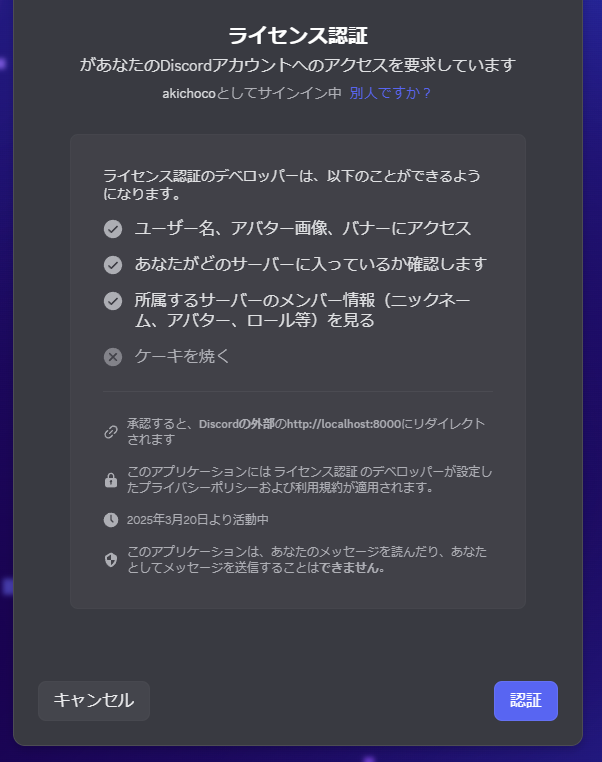 ライセンス認証
があなたのDiscordアカウントへのアクセスを要求しています
akichocoとしてサインイン中 別人ですか？
ライセンス認証のデベロッパーは、以下のことができるよう
になります。
ユーザー名、アバター画像、バナーにアクセス
あなたがどのサーバーに入っているか確認します
所属するサーバーのメンバー情報（ニックネー
ム、アバター、ロール等）を見る
ケーキを焼く
承認すると、Discordの外部のhttp://localhost:8000にリダイレクト
されます
このアプリケーションには ライセンス認証 のデベロッパーが設定し
たプライバシーポリシーおよび利用規約が適用されます。
2025年3月20日より活動中
このアプリケーションは、あなたのメッセージを読んだり、あなた
としてメッセージを送信することはできません。
キャンセル
認証